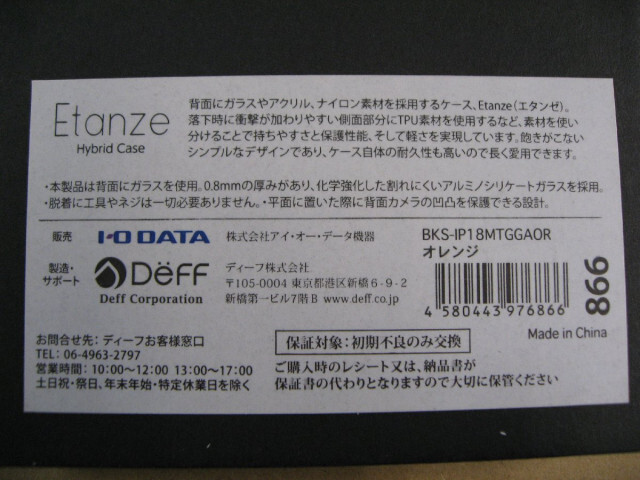 Etanze
Hybrid Case
背面にガラスやアクリル、ナイロン素材を採用するケース、Etanze（エタンゼ）。
落下時に衝撃が加わりやすい側面部分にTPU素材を使用するなど、素材を使い
分けることで持ちやすさと保護性能、そして軽さを実現しています。飽きがこない
シンプルなデザインであり、ケース自体の耐久性も高いので長く愛用できます。
・本製品は背面にガラスを使用。0.8mmの厚みがあり、化学強化した割れにくいアルミノシリケートガラスを採用。
・脱着に工具やネジは一切必要ありません。・平面に置いた際に背面カメラの凹凸を保護できる設計。
販売 I-O DATA 株式会社アイ・オー・データ機器
製造・
サポート
DēFF
Deff Corporation
ディーフ株式会社
〒105-0004 東京都港区新橋6-9-2
新橋第一ビル7階B www.deff.co.jp
BKS-IP18MTGGAOR
オレンジ
4 580443 976866
866
Made in China
お問合せ先：ディーフお客様窓口
TEL：06-4963-2797
営業時間：10:00〜12:00 13:00〜17:00
土日祝・祭日、年末年始・特定休業日を除く
保証対象：初期不良のみ交換
ご購入時のレシート又は、納品書が
保証書の代わりとなりますので大切に保管ください